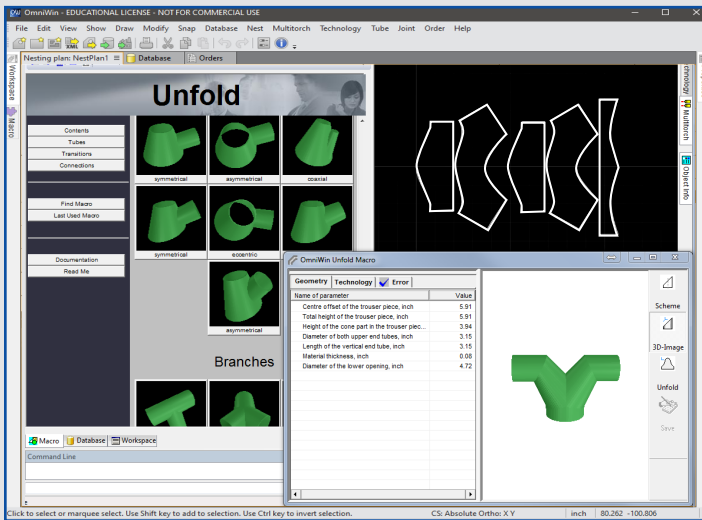 OmniWin - EDUCATIONAL LICENSE - NOT FOR COMMERCIAL USE
File Edit View Show Draw Modify Snap Database Nest Multitorch Technology Tube Joint Order Help
Nesting plan: NestPlan1 Database Orders
Workspace
Macro
Unfold
Contents
Tubes
Transitions
Connections
Find Macro
Last Used Macro
Documentation
Read Me
symmetrical asymmetrical coaxial
symmetrical eccentric
asymmetrical
Branches
Multitorch
Object Info
OmniWin Unfold Macro
Geometry Technology Error
Name of parameter Value
Centre offset of the trouser piece, inch 5.91
Total height of the trouser piece, inch 5.91
Height of the cone part in the trouser piec... 3.94
Diameter of both upper end tubes, inch 3.15
Length of the vertical end tube, inch 3.15
Material thickness, inch 0.08
Diameter of the lower opening, inch 4.72
Scheme
3D-Image
Unfold
Save
Macro Database Workspace
Command Line
Click to select or marquee select. Use Shift key to add to selection. Use Ctrl key to invert selection. CS: Absolute Ortho: X Y inch 80.262 -100.806